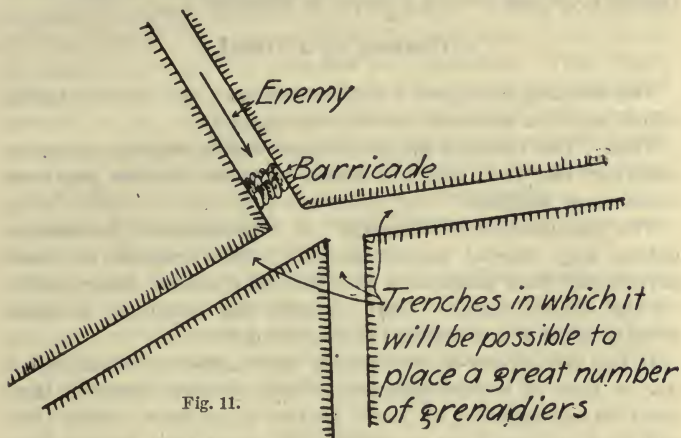 Enemy
Barricade
Trenches in which it
will be possible to
place a great number
of grenadiers
Fig. 11.